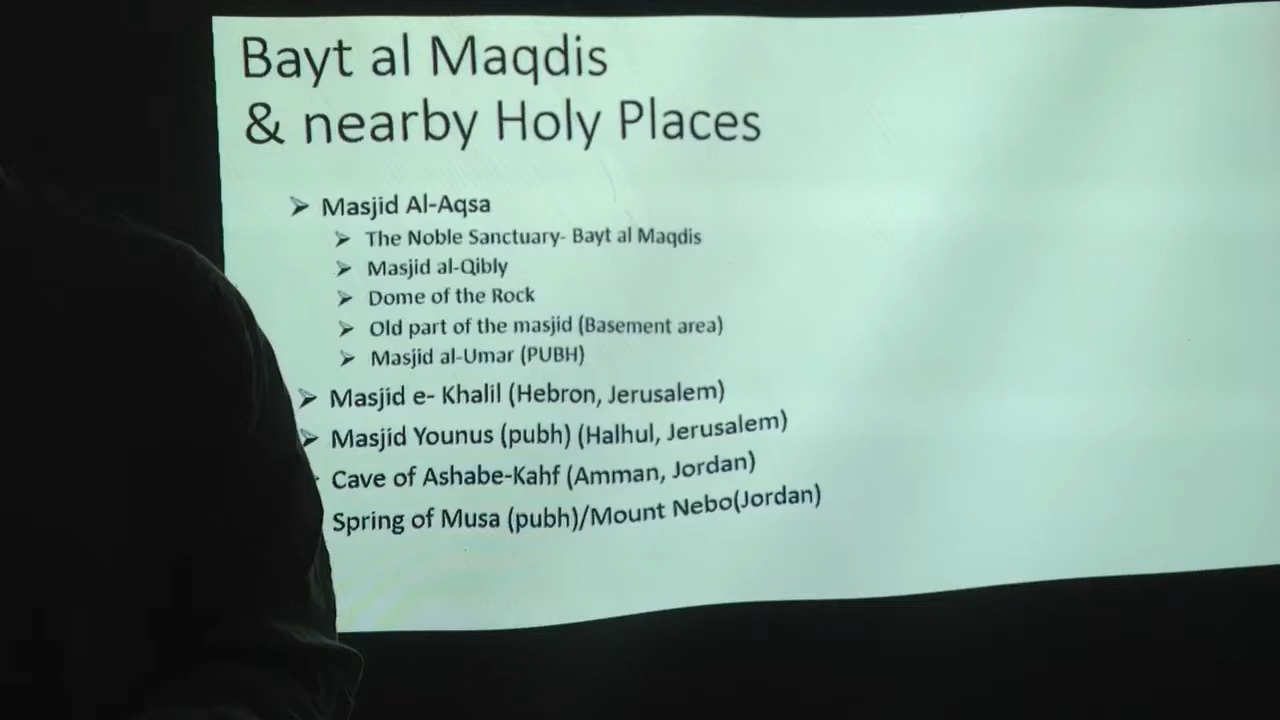 Bayt al Maqdis
& nearby Holy Places
Masjid Al-Aqsa
The Noble Sanctuary- Bayt al Maqdis
Masjid al-Qibly
Dome of the Rock
Old part of the masjid (Basement area)
Masjid al-Umar (PUBH)
Masjid e- Khalil (Hebron, Jerusalem)
Masjid Younus (pubh) (Halhul, Jerusalem)
Cave of Ashabe-Kahf (Amman, Jordan)
Spring of Musa (pubh)/Mount Nebo(Jordan)